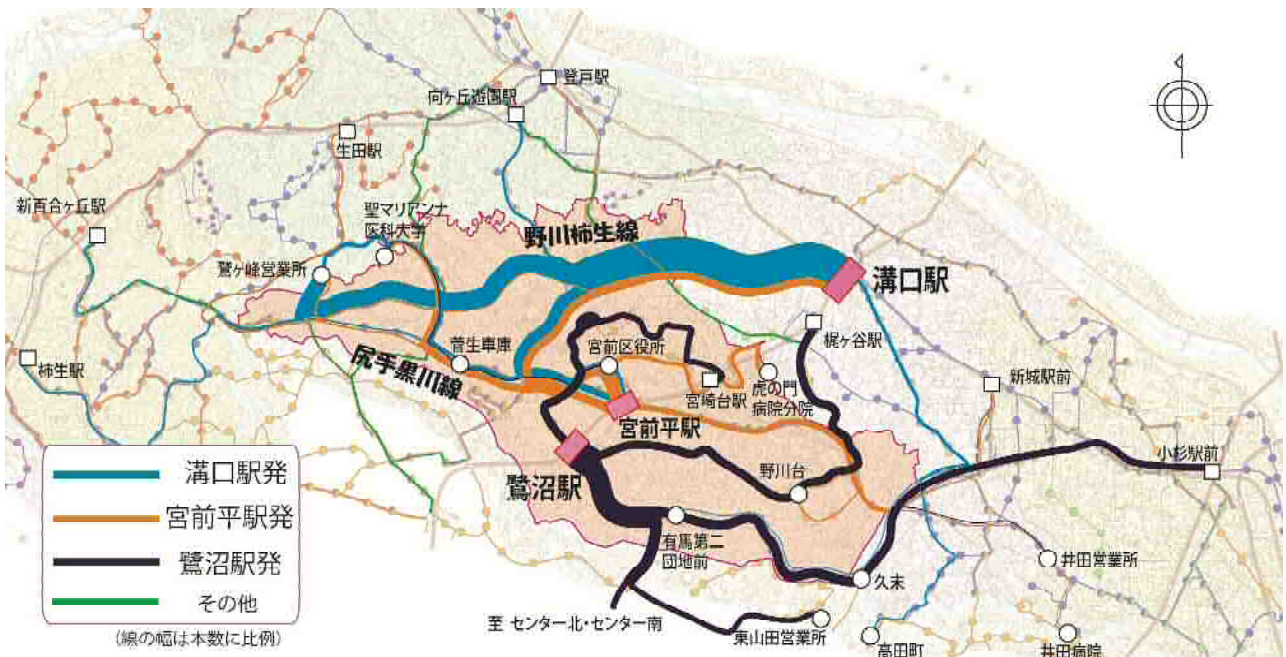 登戸駅
向ヶ丘遊園駅
生田駅
新百合ヶ丘駅
聖マリアンナ
医科大学
野川柿生線
鷲ヶ峰営業所
溝口駅
梶ヶ谷駅
菅生車庫
宮前区役所
柿生駅
尻手黒川線
虎の門
病院分院
宮崎台駅
新城駅前
宮前平駅
小杉駅前
鷺沼駅
野川台
有馬第二
団地前
井田営業所
久末
至 センター北・センター南
東山田営業所
高田町
井田病院
溝口駅発
宮前平駅発
鷺沼駅発
その他
(線の幅は本数に比例)